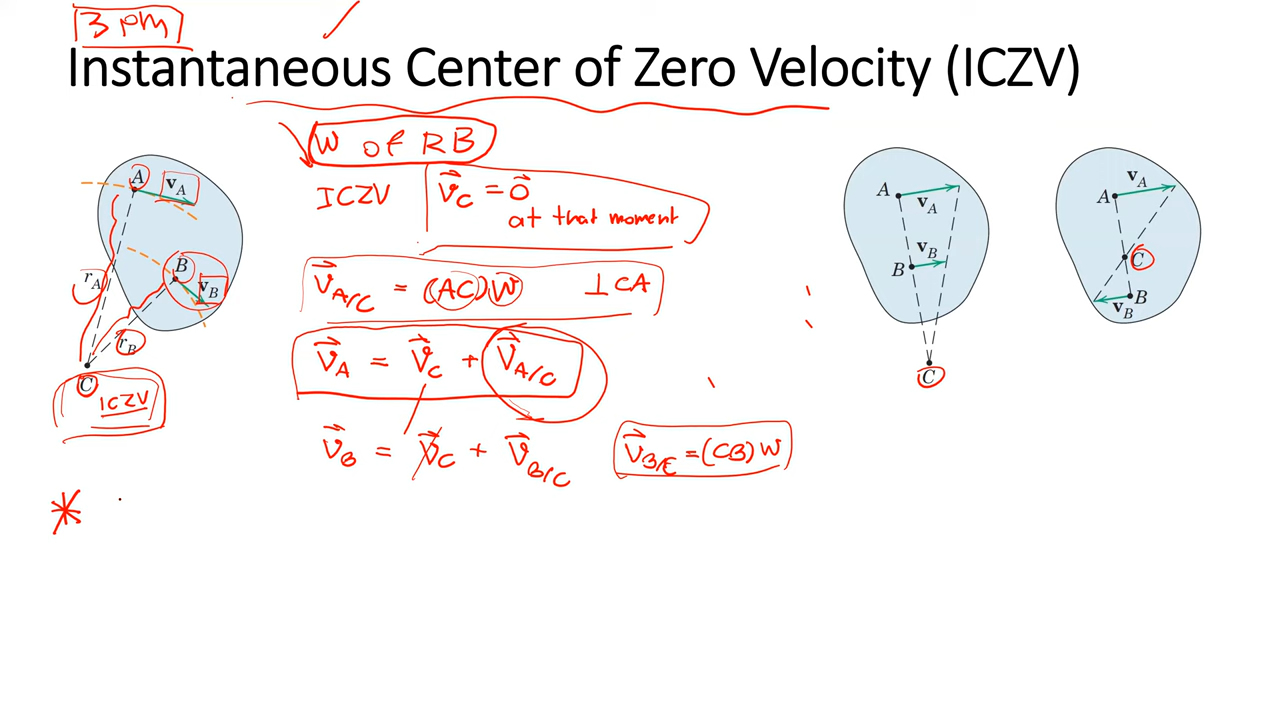 3 pm
Instantaneous Center of Zero Velocity (ICZV)
W of RB
ICZV V⃗C = 0⃗
at that moment
V⃗A/C = (AC) W ⊥ CA
V⃗A = V⃗C + V⃗A/C
V⃗B = V⃗C + V⃗B/C V⃗B/C = (CB) W
*
A vA
B
vB
rA
rB
C
ICZV
A
vA
vB
B
C
vA
A
C
B
vB